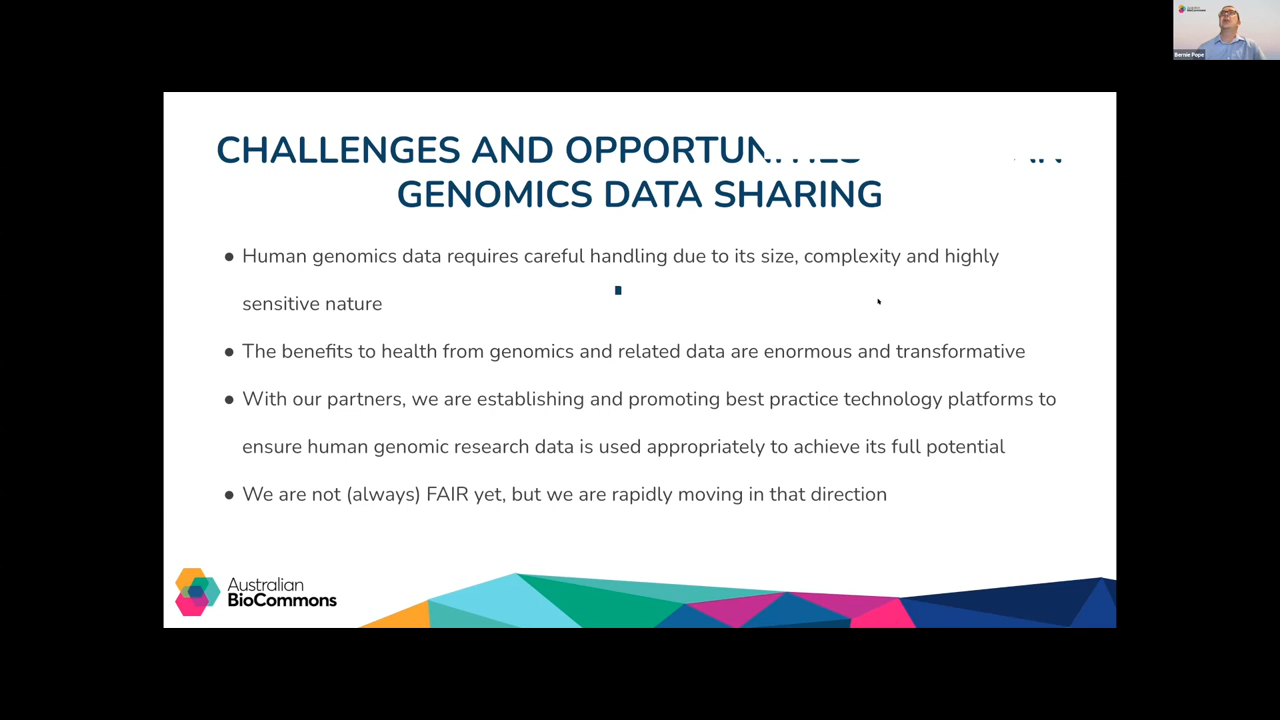 CHALLENGES AND OPPORTUNITIES
GENOMICS DATA SHARING
● Human genomics data requires careful handling due to its size, complexity and highly
sensitive nature
● The benefits to health from genomics and related data are enormous and transformative
● With our partners, we are establishing and promoting best practice technology platforms to
ensure human genomic research data is used appropriately to achieve its full potential
● We are not (always) FAIR yet, but we are rapidly moving in that direction
Australian
BioCommons
Bernie Pope